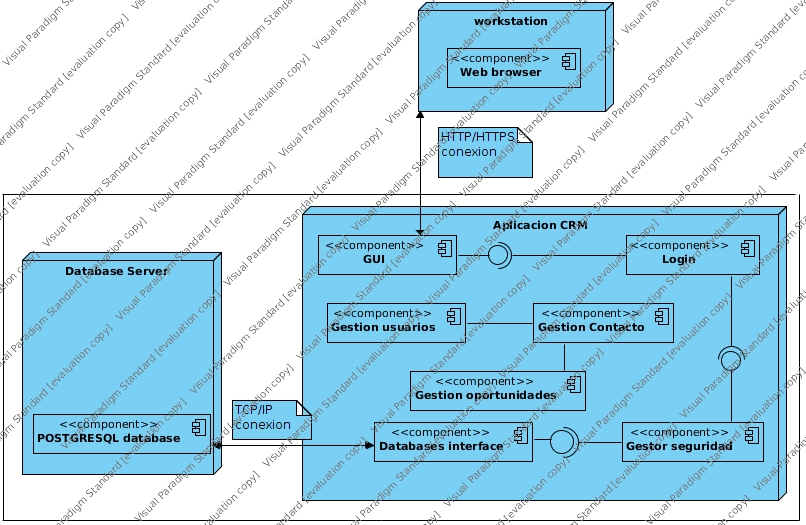 workstation
<<component>>
Web browser
HTTP/HTTPS
conexion
Aplicacion CRM
<<component>>
GUI
<<component>>
Login
Database Server
<<component>>
Gestion usuarios
<<component>>
Gestion Contacto
<<component>>
Gestion oportunidades
TCP/IP
conexion
<<component>>
POSTGRESQL database
<<component>>
Databases interface
<<component>>
Gestor seguridad
Visual Paradigm Standard [evaluation copy]